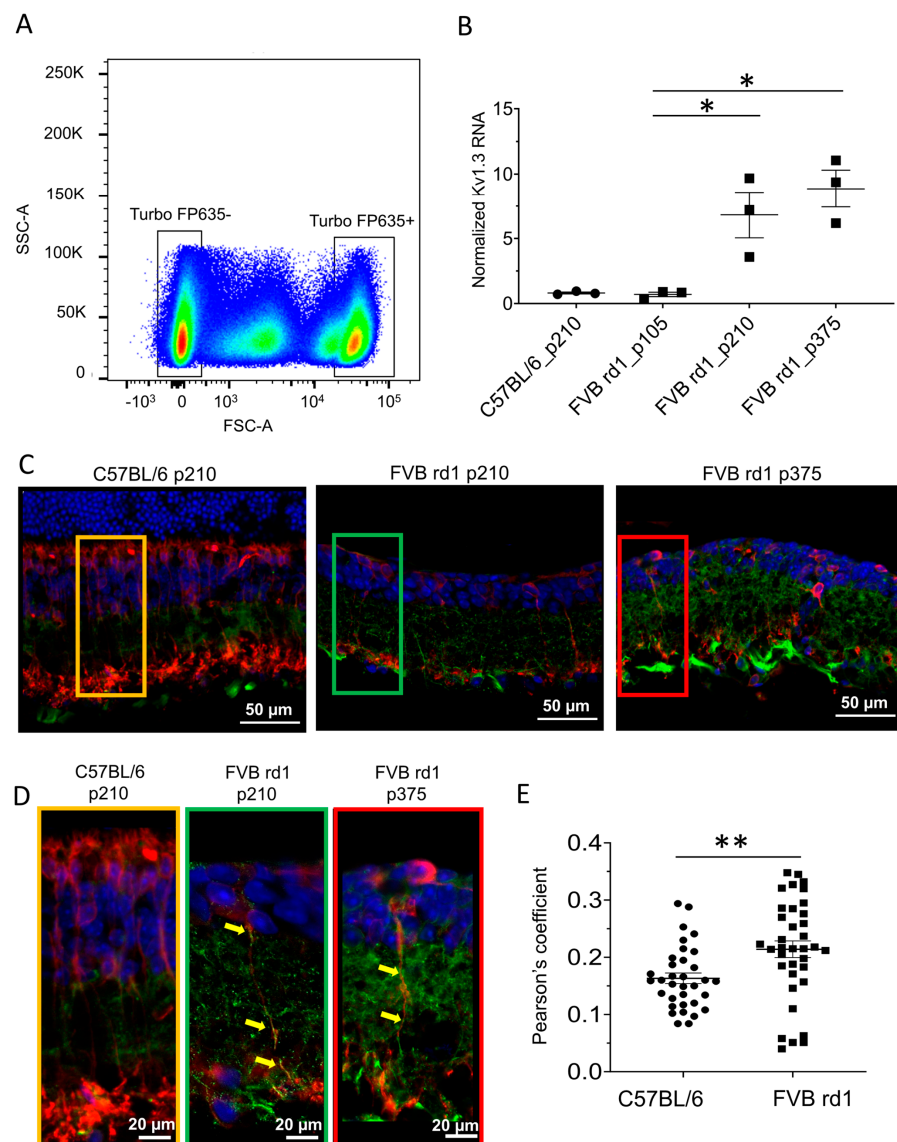 A
250K
200K
150K
100K
50K
0
SSC-A
Turbo FP635-
Turbo FP635+
-10³
0
10³
10⁴
10⁵
FSC-A
B
*
*
15
10
5
0
Normalized Kv1.3 RNA
C57BL/6_p210
FVB rd1_p105
FVB rd1_p210
FVB rd1_p375
C
C57BL/6 p210
FVB rd1 p210
FVB rd1 p375
50 µm
50 µm
50 µm
D
C57BL/6
p210
FVB rd1
p210
FVB rd1
p375
20 µm
20 µm
20 µm
E
**
0.4
0.3
0.2
0.1
0.0
Pearson's coefficient
C57BL/6
FVB rd1